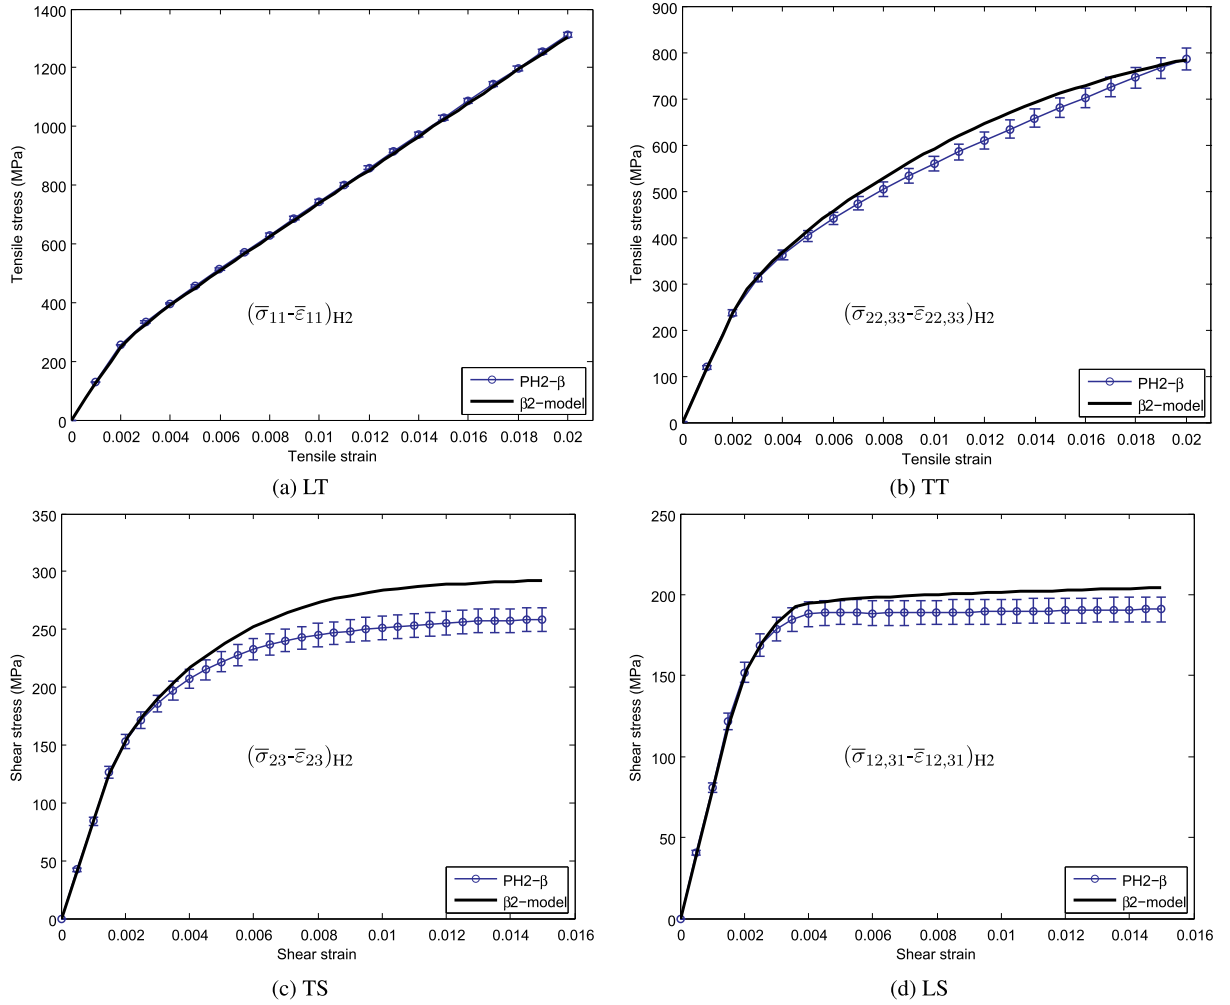 1400
1200
1000
800
600
400
200
0
Tensile stress (MPa)
0 0.002 0.004 0.006 0.008 0.01 0.012 0.014 0.016 0.018 0.02
Tensile strain
(σ̅11-ε̅11)H2
PH2-β
β2-model
(a) LT
900
800
700
600
500
400
300
200
100
0
Tensile stress (MPa)
0 0.002 0.004 0.006 0.008 0.01 0.012 0.014 0.016 0.018 0.02
Tensile strain
(σ̅22,33-ε̅22,33)H2
PH2-β
β2-model
(b) TT
350
300
250
200
150
100
50
0
Shear stress (MPa)
0 0.002 0.004 0.006 0.008 0.01 0.012 0.014 0.016
Shear strain
(σ̅23-ε̅23)H2
PH2-β
β2-model
(c) TS
250
200
150
100
50
0
Shear stress (MPa)
0 0.002 0.004 0.006 0.008 0.01 0.012 0.014 0.016
Shear strain
(σ̅12,31-ε̅12,31)H2
PH2-β
β2-model
(d) LS